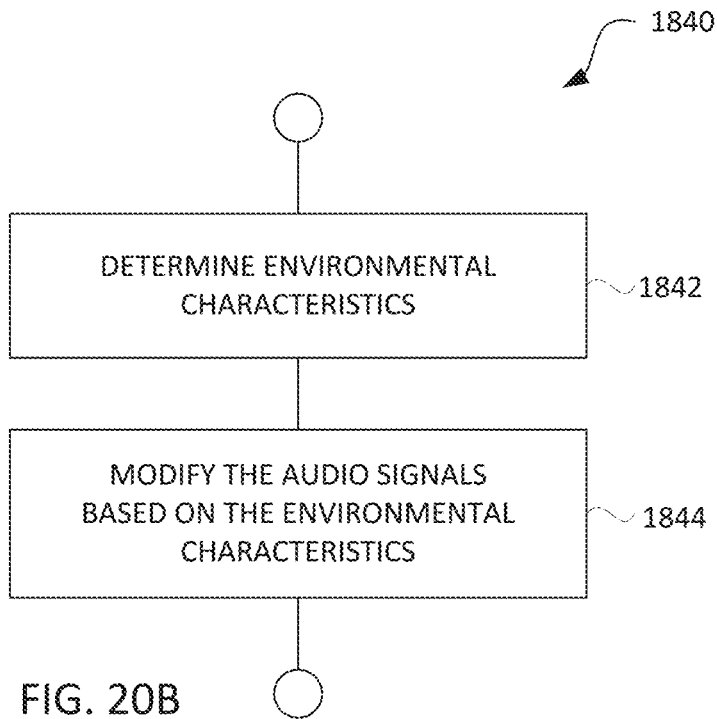 1840
DETERMINE ENVIRONMENTAL
CHARACTERISTICS
1842
MODIFY THE AUDIO SIGNALS
BASED ON THE ENVIRONMENTAL
CHARACTERISTICS
1844
FIG. 20B